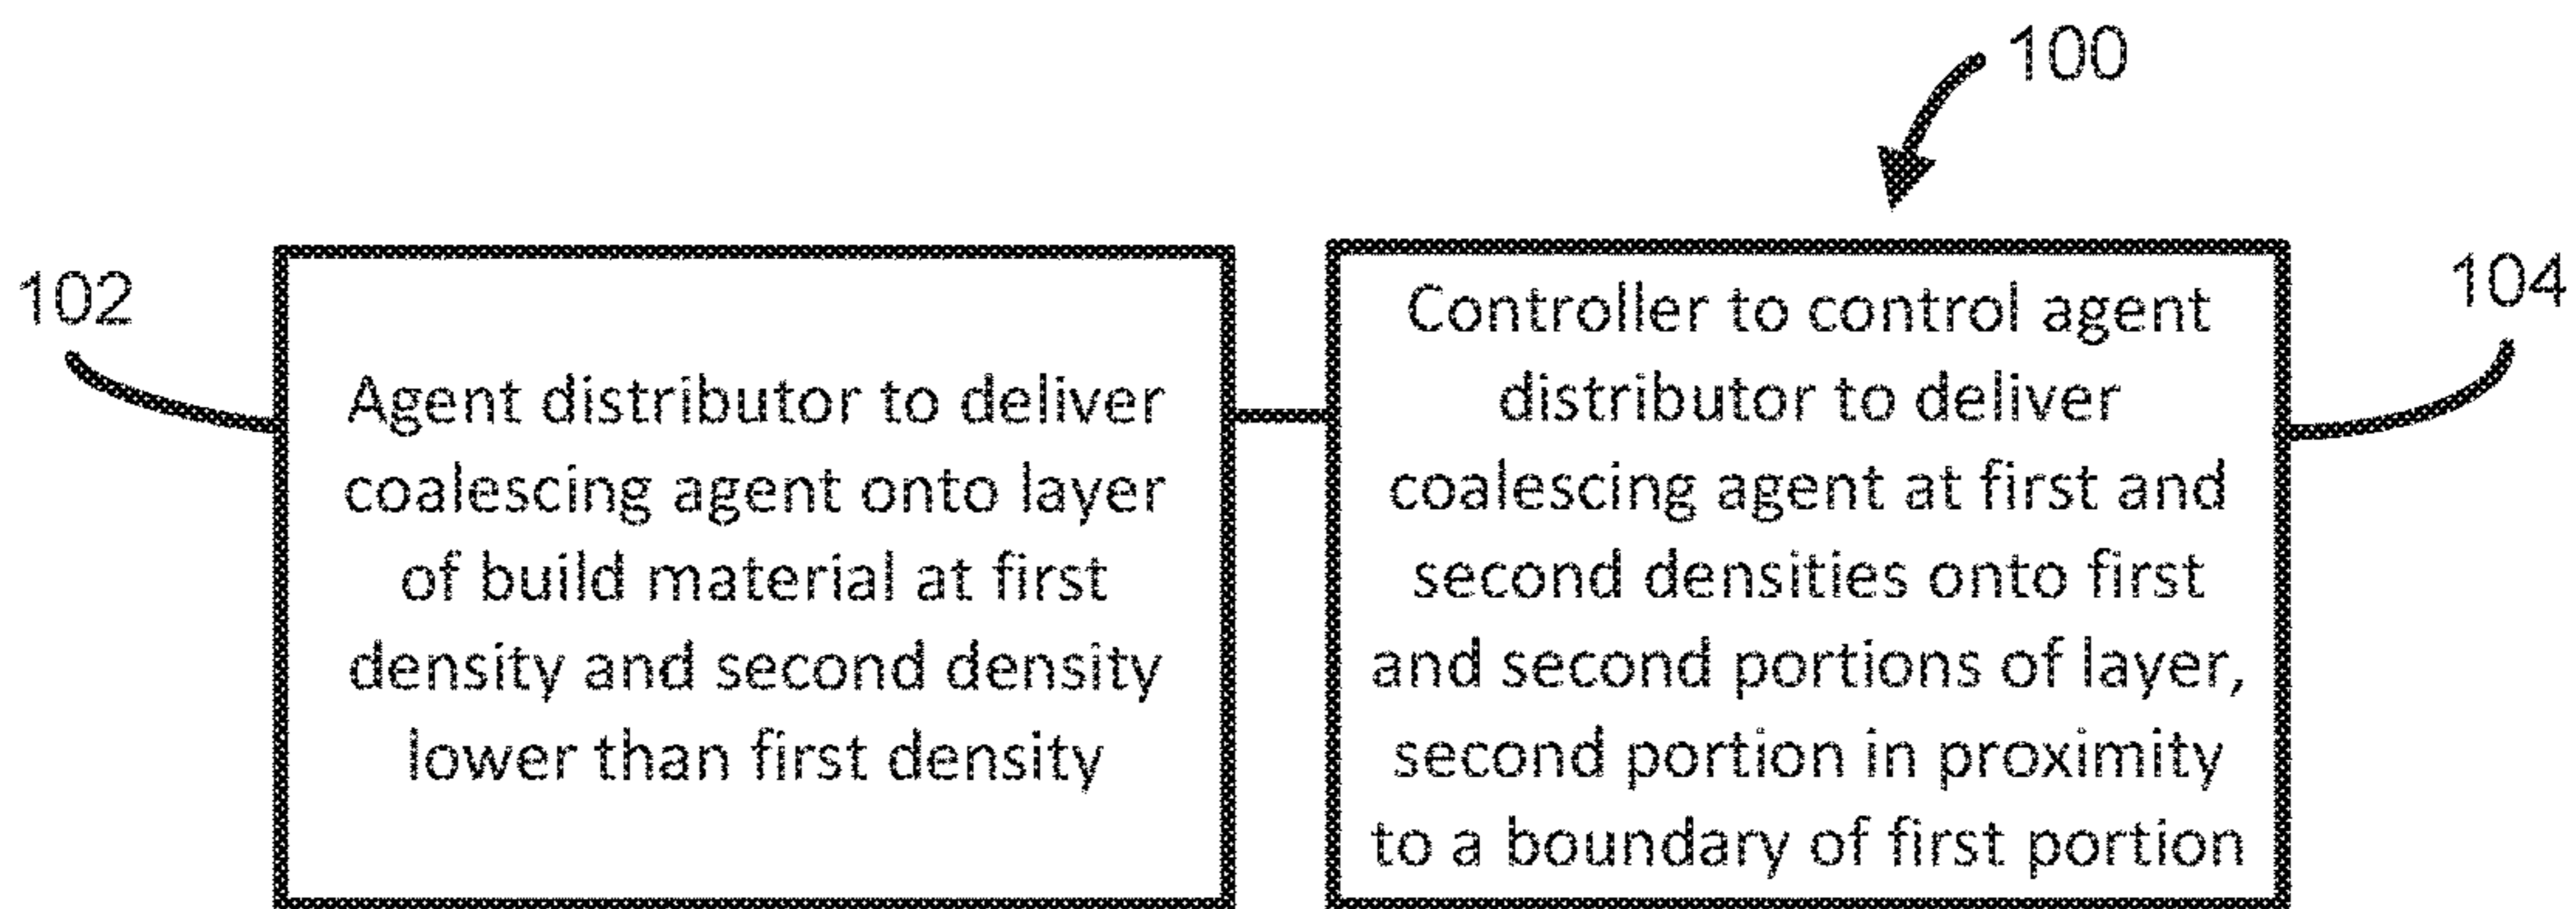 100
102
Agent distributor to deliver
coalescing agent onto layer
of build material at first
density and second density
lower than first density
Controller to control agent
distributor to deliver
coalescing agent at first and
second densities onto first
and second portions of layer,
second portion in proximity
to a boundary of first portion
104